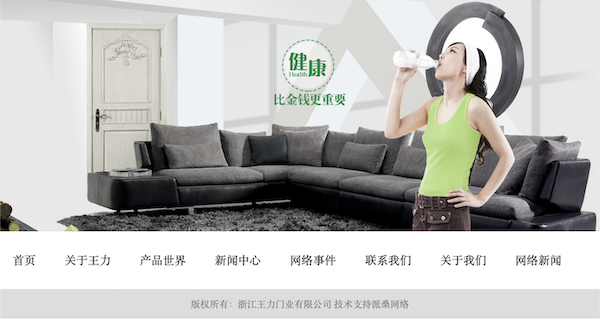 健康
Health
比金钱更重要
首页 关于王力 产品世界 新闻中心 网络事件 联系我们 关于我们 网络新闻
版权所有：浙江王力门业有限公司 技术支持派桑网络